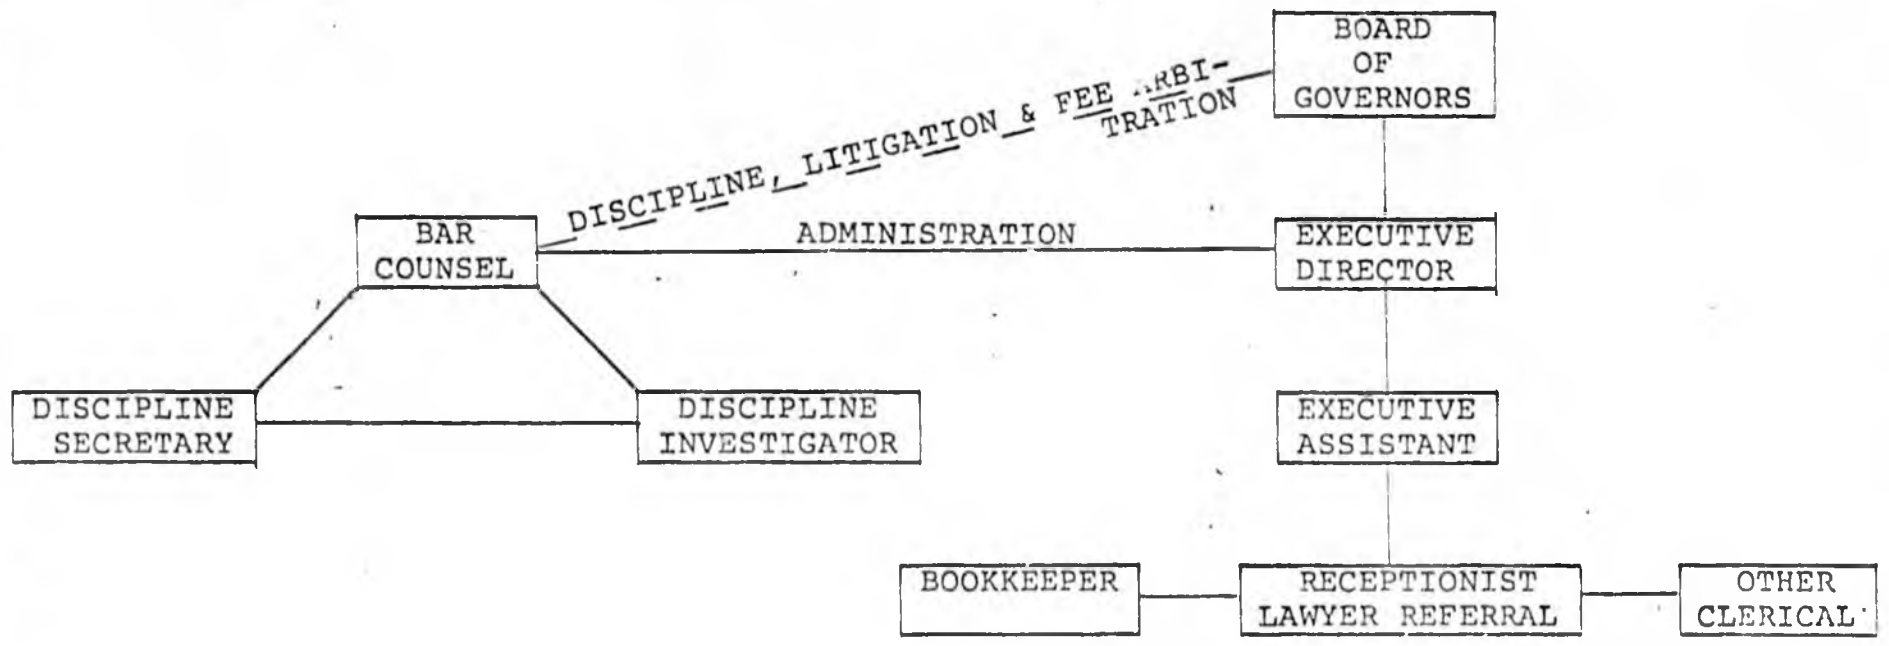 BOARD
OF
GOVERNORS
DISCIPLINE, LITIGATION & FEE ARBI-
TRATION
BAR
COUNSEL
ADMINISTRATION
EXECUTIVE
DIRECTOR
DISCIPLINE
SECRETARY
DISCIPLINE
INVESTIGATOR
EXECUTIVE
ASSISTANT
BOOKKEEPER
RECEPTIONIST
LAWYER REFERRAL
OTHER
CLERICAL